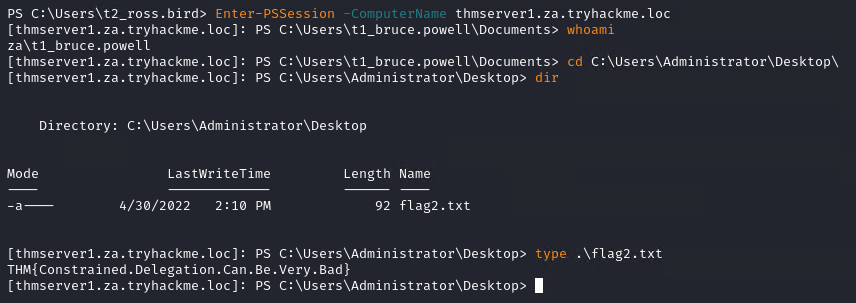 PS C:\Users\t2_ross.bird> Enter-PSSession -ComputerName thmserver1.za.tryhackme.loc
[thmserver1.za.tryhackme.loc]: PS C:\Users\t1_bruce.powell\Documents> whoami
za\t1_bruce.powell
[thmserver1.za.tryhackme.loc]: PS C:\Users\t1_bruce.powell\Documents> cd C:\Users\Administrator\Desktop\
[thmserver1.za.tryhackme.loc]: PS C:\Users\Administrator\Desktop> dir
Directory: C:\Users\Administrator\Desktop
Mode LastWriteTime Length Name
---- ------------- ------ ----
-a---- 4/30/2022 2:10 PM 92 flag2.txt
[thmserver1.za.tryhackme.loc]: PS C:\Users\Administrator\Desktop> type .\flag2.txt
THM{Constrained.Delegation.Can.Be.Very.Bad}
[thmserver1.za.tryhackme.loc]: PS C:\Users\Administrator\Desktop>